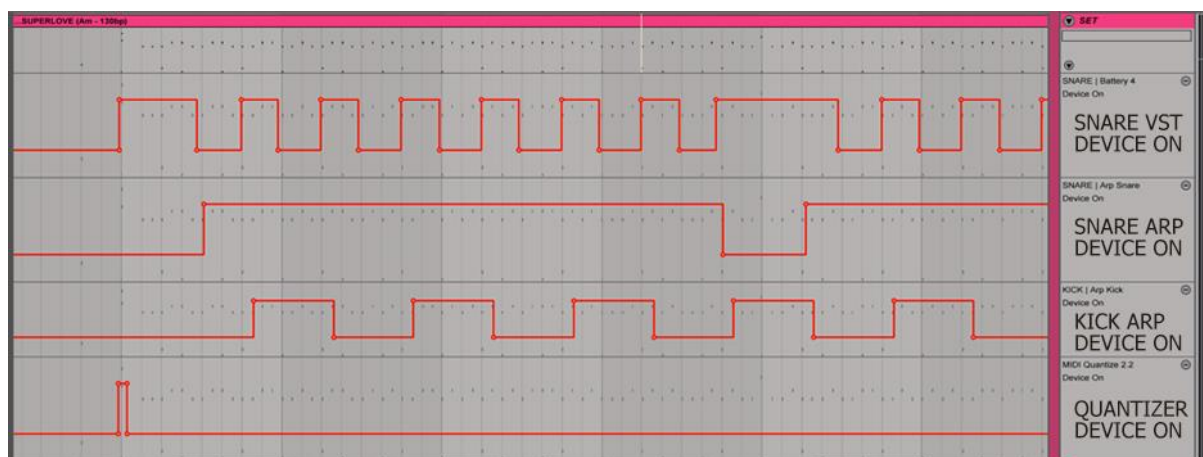 ...SUPERLOVE (Am - 130bp)
SET
SNARE | Battery 4
Device On
SNARE VST
DEVICE ON
SNARE | Arp Snare
Device On
SNARE ARP
DEVICE ON
KICK | Arp Kick
Device On
KICK ARP
DEVICE ON
MIDI Quantize 2.2
Device On
QUANTIZER
DEVICE ON